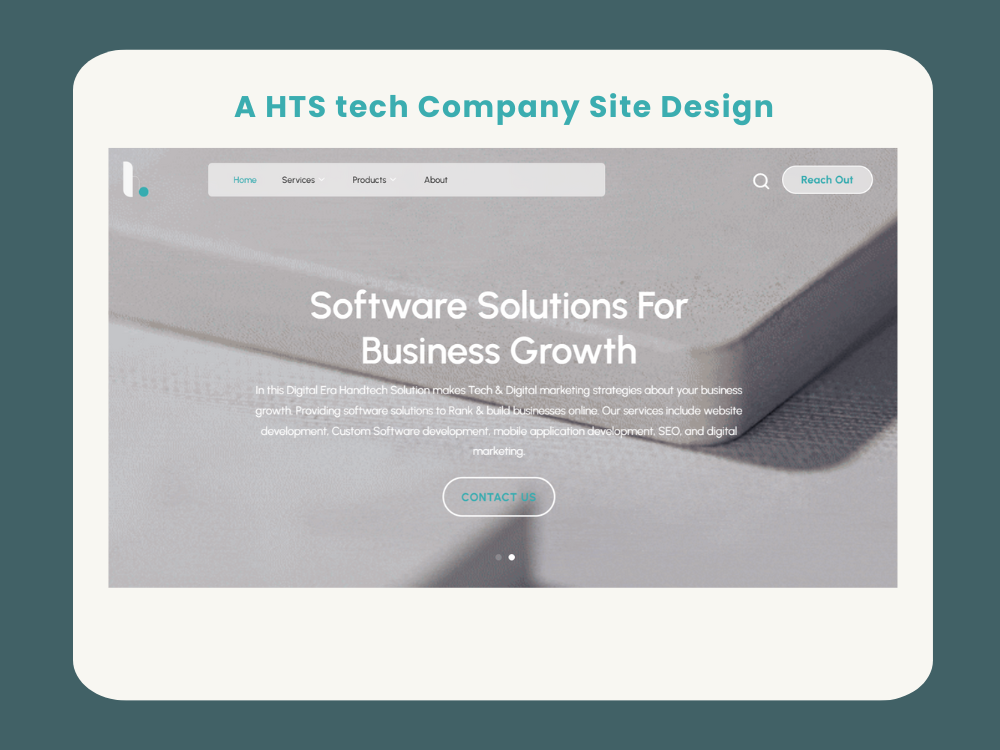 A HTS tech Company Site Design
Home Services Products About
Reach Out
Software Solutions For
Business Growth
In this Digital Era Handtech Solution makes Tech & Digital marketing strategies about your business
growth. Providing software solutions to Rank & build businesses online. Our services include website
development, Custom Software development, mobile application development, SEO, and digital
marketing.
CONTACT US